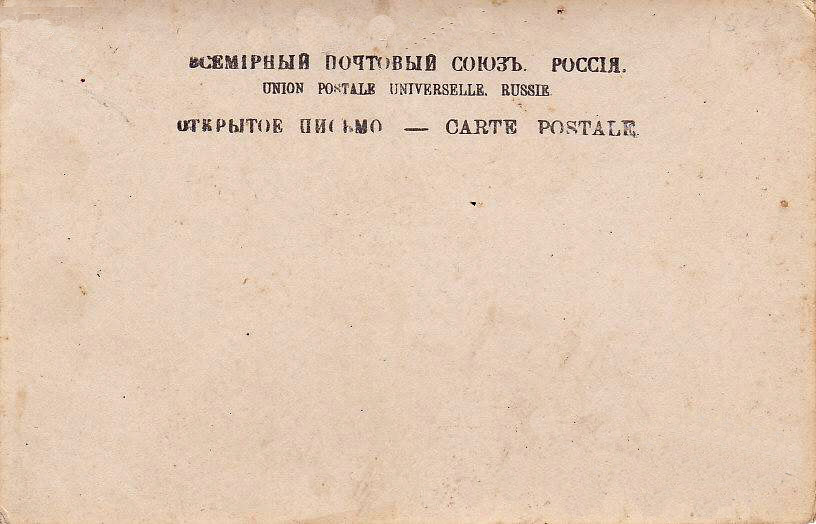 ВСЕМІРНЫЙ ПОЧТОВЫЙ СОЮЗЪ. РОССІЯ.
UNION POSTALE UNIVERSELLE. RUSSIE.
ОТКРЫТОЕ ПИСЬМО — CARTE POSTALE.